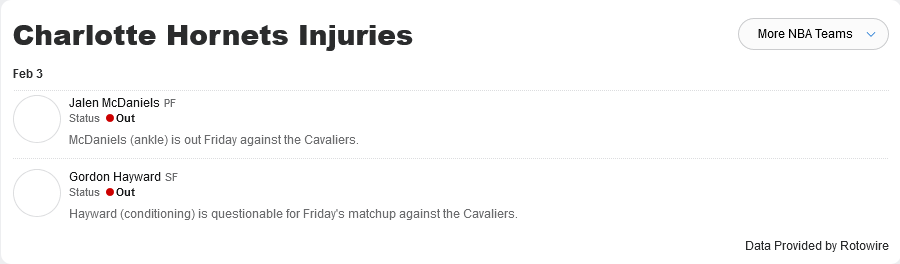 Charlotte Hornets Injuries
More NBA Teams
Feb 3
Jalen McDaniels PF
Status Out
McDaniels (ankle) is out Friday against the Cavaliers.
Gordon Hayward SF
Status Out
Hayward (conditioning) is questionable for Friday's matchup against the Cavaliers.
Data Provided by Rotowire